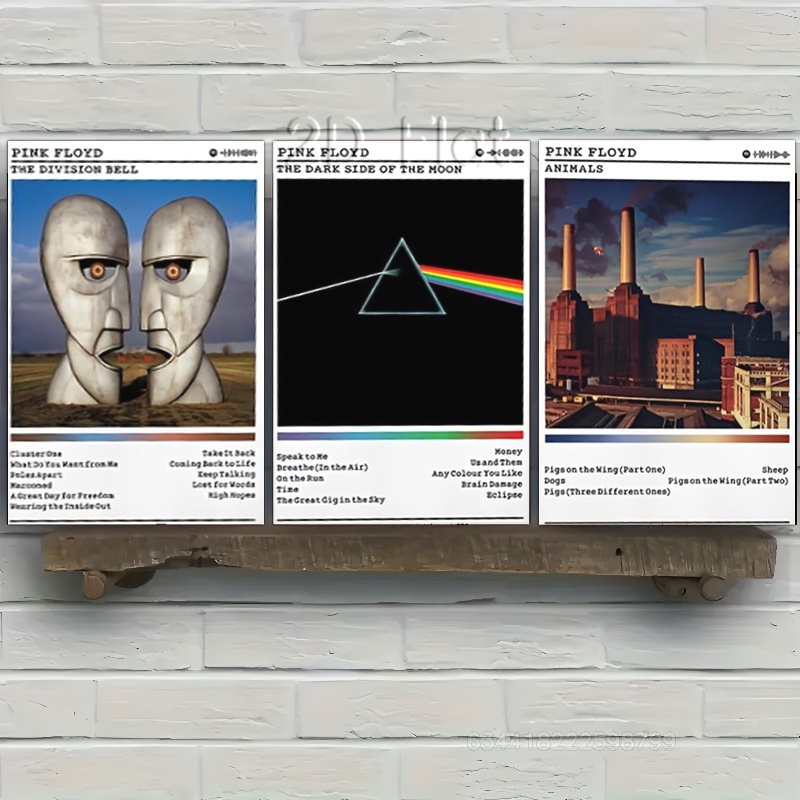 2D Flat
PINK FLOYD
THE DIVISION BELL
Cluster One
What Do You Want from Me
Poles Apart
Marooned
A Great Day for Freedom
Wearing the Inside Out
Take It Back
Coming Back to Life
Keep Talking
Lost for Words
High Hopes
PINK FLOYD
THE DARK SIDE OF THE MOON
Speak to Me
Breathe (In the Air)
On the Run
Time
The Great Gig in the Sky
Money
Us and Them
Any Colour You Like
Brain Damage
Eclipse
PINK FLOYD
ANIMALS
Pigs on the Wing (Part One)
Dogs
Pigs (Three Different Ones)
Sheep
Pigs on the Wing (Part Two)